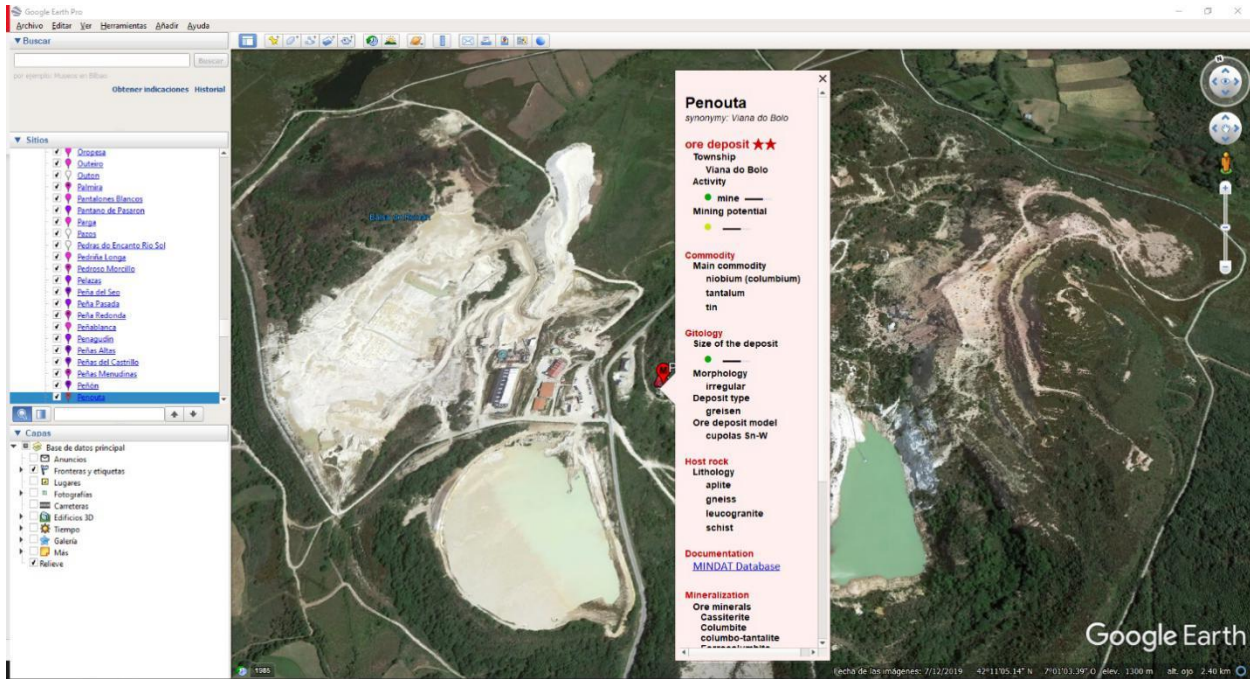 Google Earth Pro
Archivo Editar Ver Herramientas Añadir Ayuda
Buscar
Buscar
por ejemplo: Museos en Bilbao
Obtener indicaciones Historial
Sitios
Oropesa
Outeiro
Outon
Palmira
Pantalones Blancos
Pantano de Pasaron
Parga
Pazos
Pedras do Encanto Rio Sol
Pedriña Longa
Pedroso Morcillo
Pelazas
Peña del Seo
Peña Pasada
Peña Redonda
Peñablanca
Penagudin
Peñas Altas
Peñas del Castrillo
Peñas Menudinas
Peñón
Penouta
Capas
Base de datos principal
Anuncios
Fronteras y etiquetas
Lugares
Fotografías
Carreteras
Edificios 3D
Tiempo
Galería
Más
Relieve
Penouta
synonymy: Viana do Bolo
ore deposit
Township
Viana do Bolo
Activity
mine
Mining potential
Commodity
Main commodity
niobium (columbium)
tantalum
tin
Gitology
Size of the deposit
Morphology
irregular
Deposit type
greisen
Ore deposit model
cupolas Sn-W
Host rock
Lithology
aplite
gneiss
leucogranite
schist
Documentation
MINDAT Database
Mineralization
Ore minerals
Cassiterite
Columbite
columbo-tantalite
N
Google Earth
1985
Fecha de las imágenes: 7/12/2019 42°11'05.14" N 7°01'03.39" O elev. 1300 m alt. ojo 2.40 km